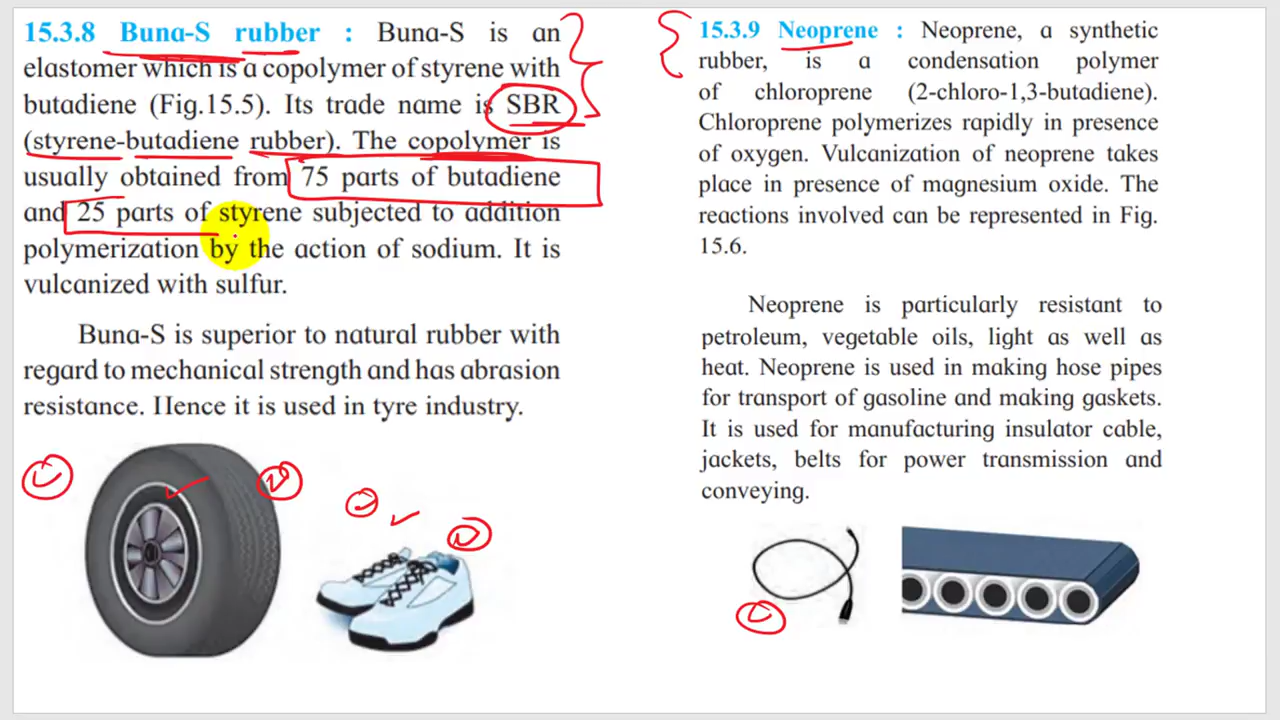 15.3.8 Buna-S rubber : Buna-S is an
elastomer which is a copolymer of styrene with
butadiene (Fig.15.5). Its trade name is SBR
(styrene-butadiene rubber). The copolymer is
usually obtained from 75 parts of butadiene
and 25 parts of styrene subjected to addition
polymerization by the action of sodium. It is
vulcanized with sulfur.
Buna-S is superior to natural rubber with
regard to mechanical strength and has abrasion
resistance. Hence it is used in tyre industry.
15.3.9 Neoprene : Neoprene, a synthetic
rubber, is a condensation polymer
of chloroprene (2-chloro-1,3-butadiene).
Chloroprene polymerizes rapidly in presence
of oxygen. Vulcanization of neoprene takes
place in presence of magnesium oxide. The
reactions involved can be represented in Fig.
15.6.
Neoprene is particularly resistant to
petroleum, vegetable oils, light as well as
heat. Neoprene is used in making hose pipes
for transport of gasoline and making gaskets.
It is used for manufacturing insulator cable,
jackets, belts for power transmission and
conveying.